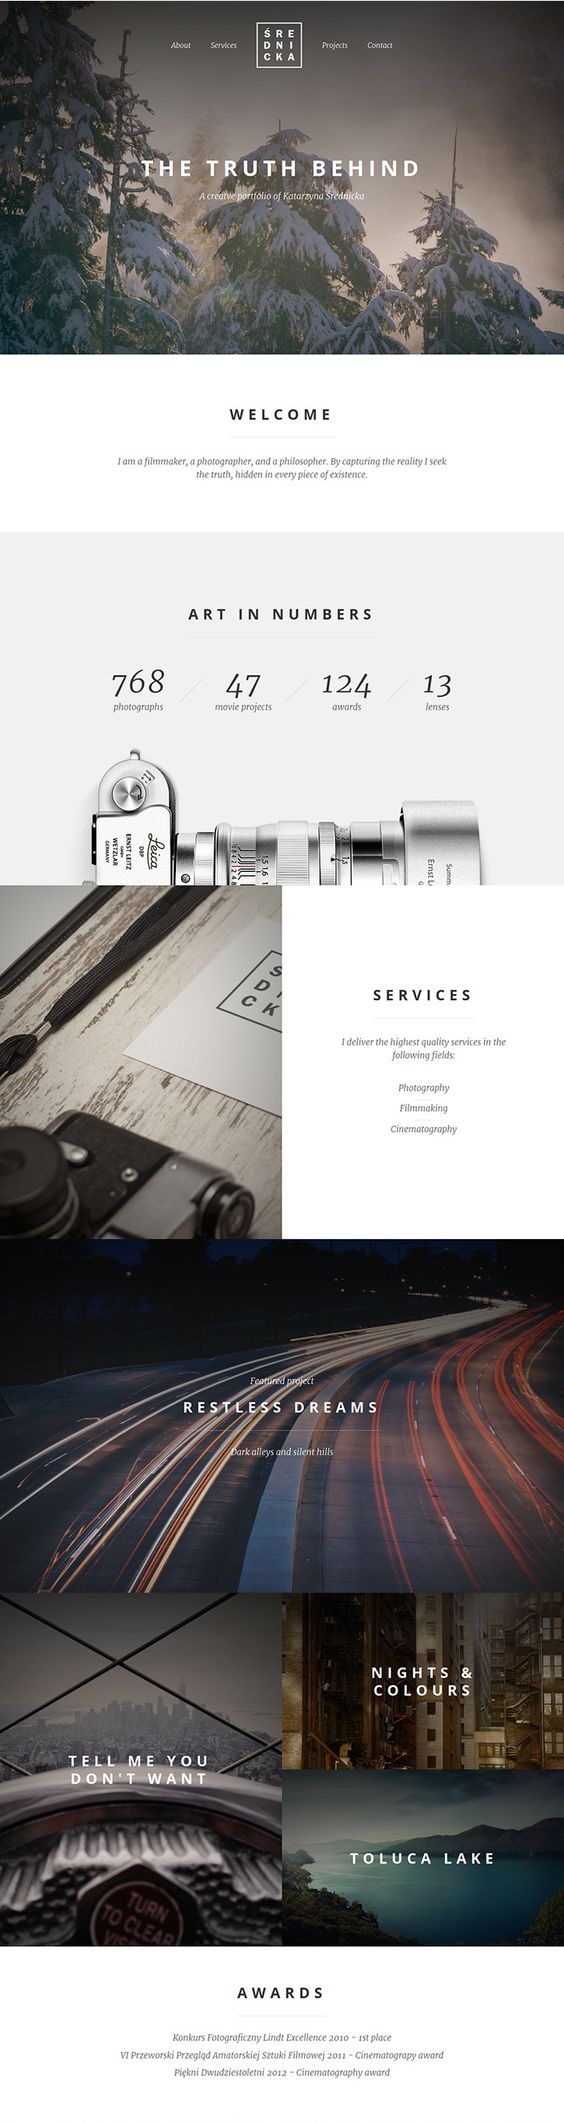 About Services ŚRE DNI CKA Projects Contact
THE TRUTH BEHIND
A creatve portfolio of Katarzyna Średnicka
WELCOME
I am a filmmaker, a photographer, and a philosopher. By capturing the reality I seek
the truth, hidden in every piece of existence.
ART IN NUMBERS
768 47 124 13
photographs movie projects awards lenses
Leica
DBP
ERNST LEITZ
GMBH
WETZLAR
GERMANY
SERVICES
I deliver the highest quality services in the
following fields:
Photography
Filmmaking
Cinematography
Featured project
RESTLESS DREAMS
Dark alleys and silent hills
TELL ME YOU
DON'T WANT
TURN
TO CLEAR
NIGHTS &
COLOURS
TOLUCA LAKE
AWARDS
Konkurs Fotograficzny Lindt Excellence 2010 - 1st place
VI Przeworski Przegląd Amatorskiej Sztuki Filmowej 2011 - Cinematograpy award
Piękni Dwudziestoletni 2012 - Cinematography award